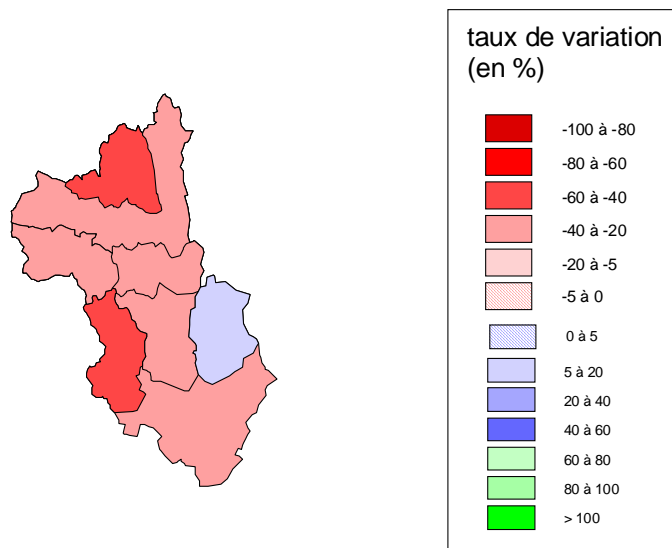 taux de variation
(en %)
-100 à -80
-80 à -60
-60 à -40
-40 à -20
-20 à -5
-5 à 0
0 à 5
5 à 20
20 à 40
40 à 60
60 à 80
80 à 100
> 100